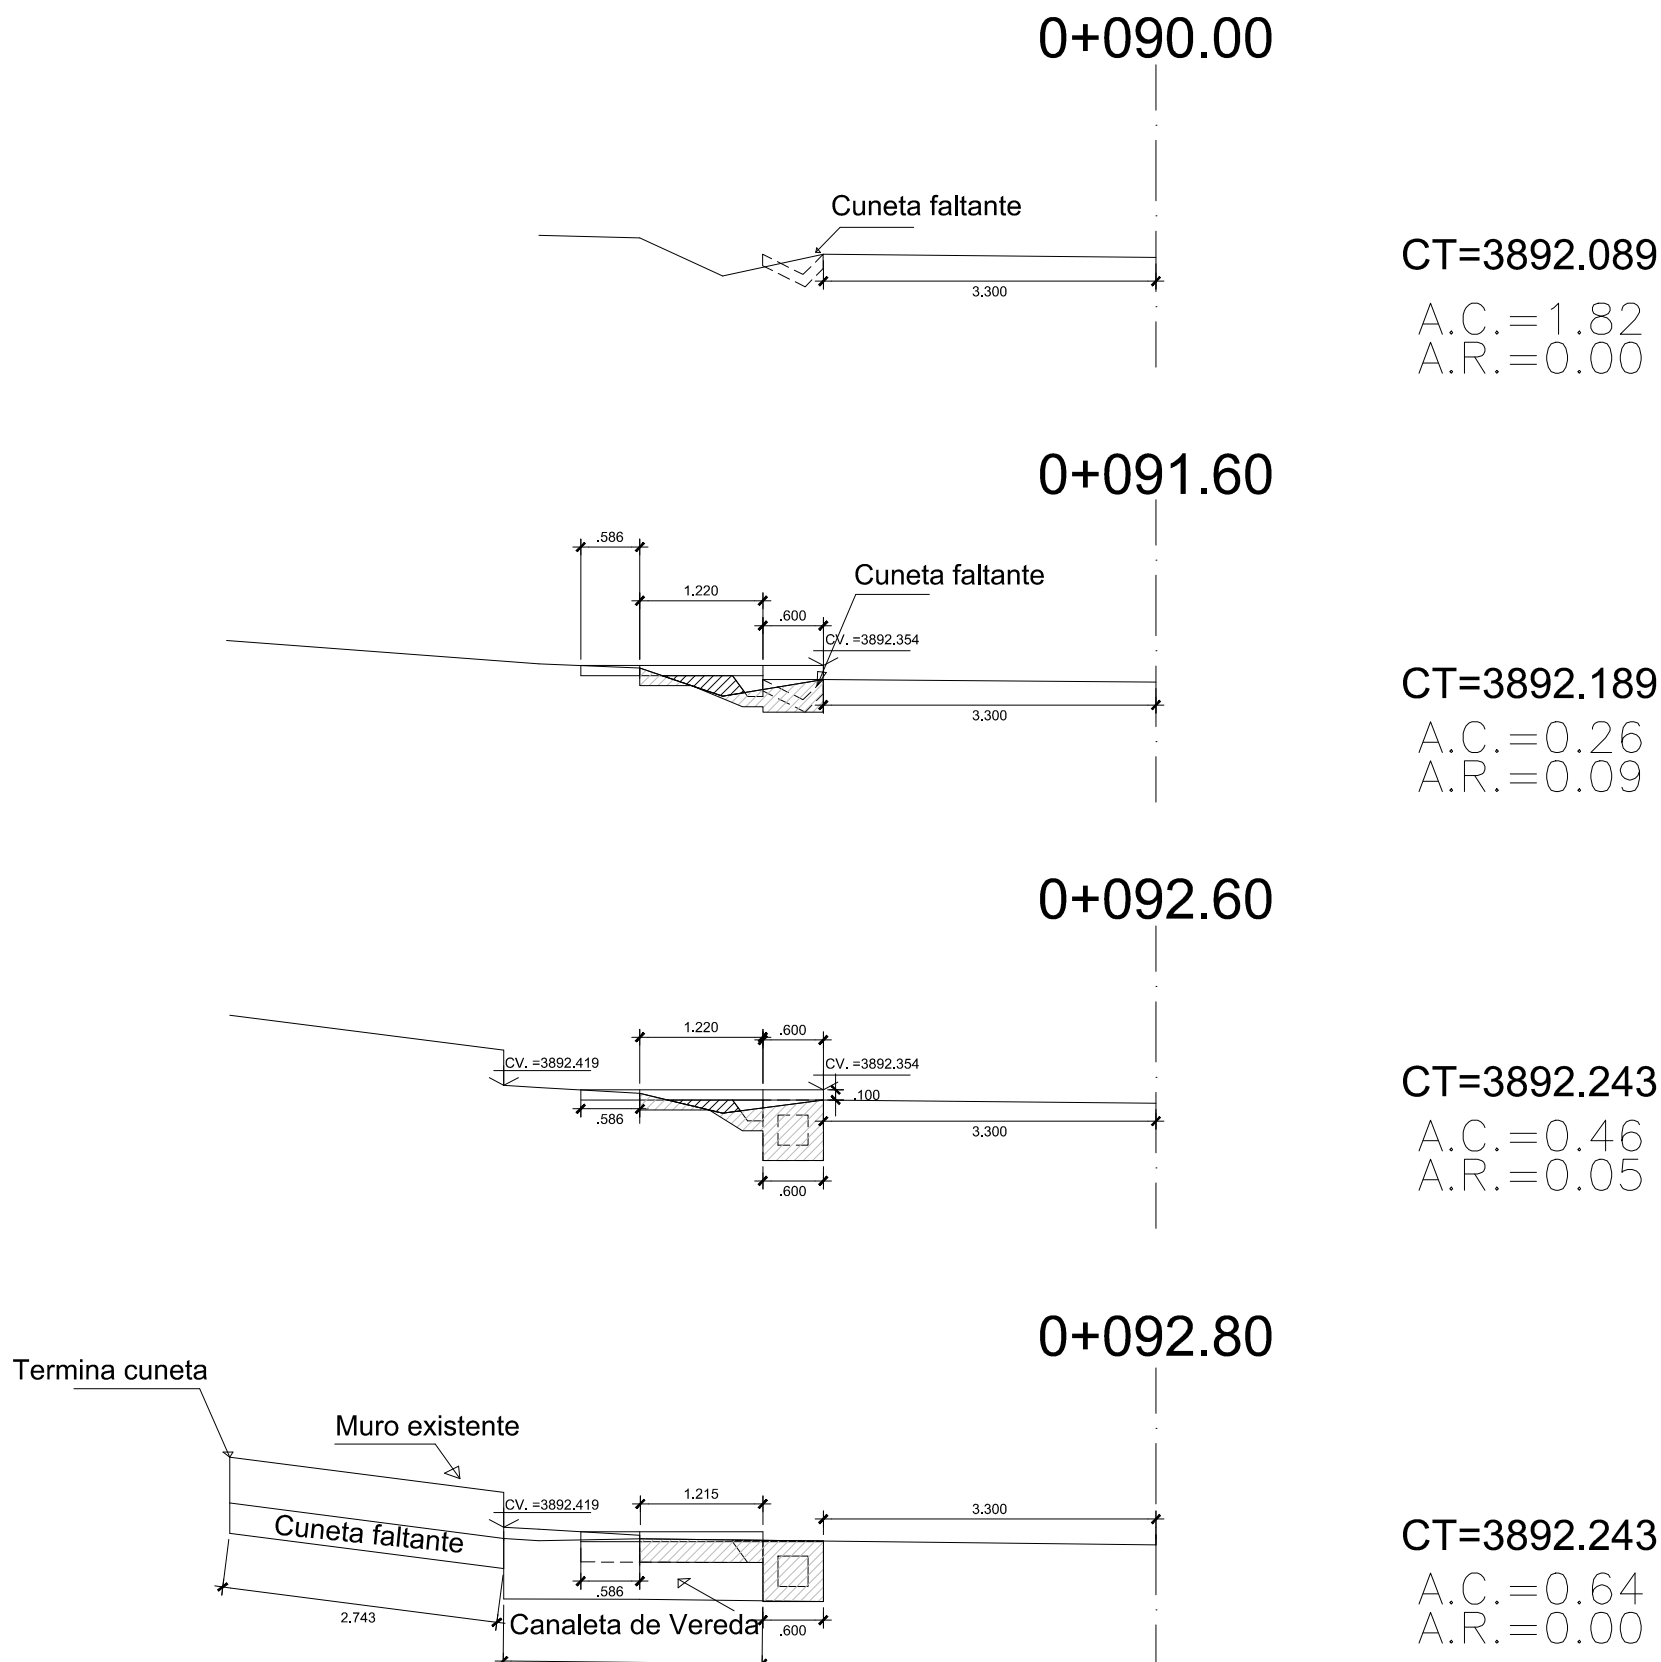 0+090.00
Cuneta faltante
3.300
CT=3892.089
A.C.=1.82
A.R.=0.00
0+091.60
.586
1.220
.600
Cuneta faltante
CV. =3892.354
3.300
CT=3892.189
A.C.=0.26
A.R.=0.09
0+092.60
1.220
.600
CV. =3892.419
CV. =3892.354
.100
.586
3.300
.600
CT=3892.243
A.C.=0.46
A.R.=0.05
0+092.80
Termina cuneta
Muro existente
1.215
CV. =3892.419
3.300
Cuneta faltante
.586
2.743
Canaleta de Vereda
.600
CT=3892.243
A.C.=0.64
A.R.=0.00